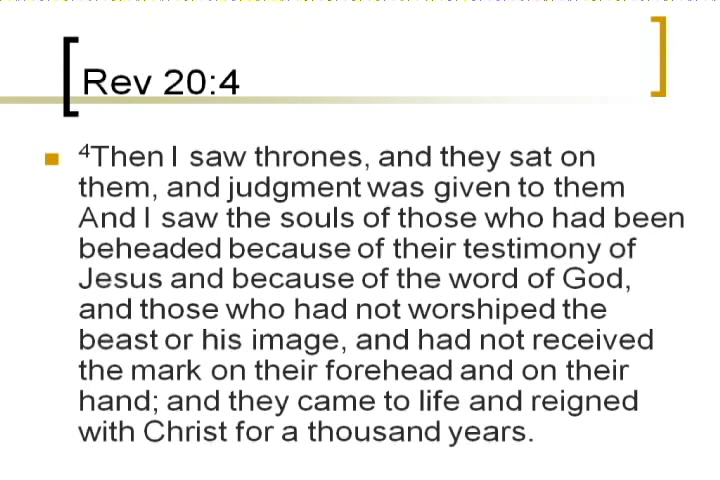 Rev 20:4
⁴Then I saw thrones, and they sat on
them, and judgment was given to them
And I saw the souls of those who had been
beheaded because of their testimony of
Jesus and because of the word of God,
and those who had not worshiped the
beast or his image, and had not received
the mark on their forehead and on their
hand; and they came to life and reigned
with Christ for a thousand years.